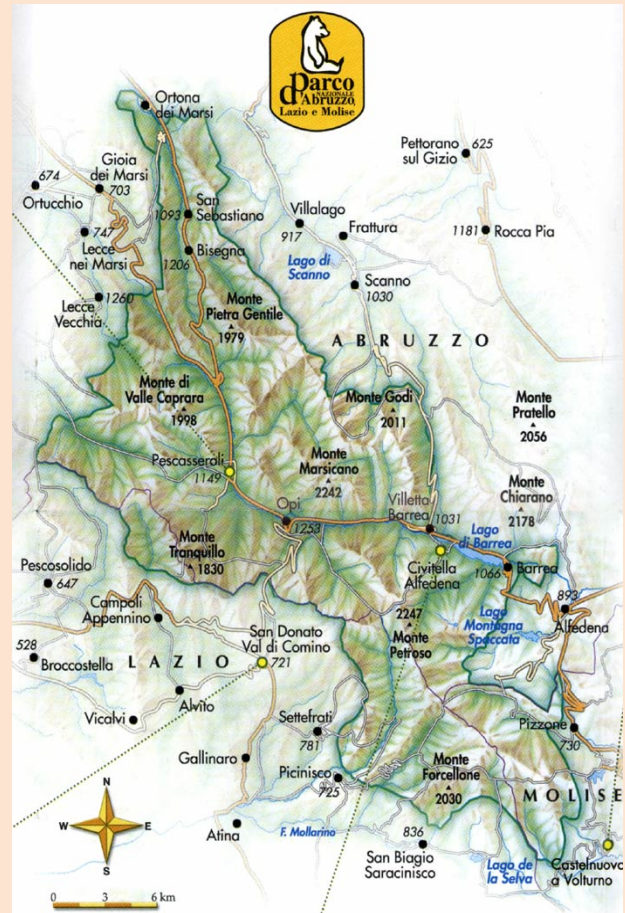 Parco
NAZIONALE
d'Abruzzo,
Lazio e Molise
Ortona
dei Marsi
Pettorano
sul Gizio
625
Gioia
dei Marsi
703
674
Ortucchio
San
Sebastiano
1093
Villalago
917
Frattura
1181
Rocca Pia
747
Lecce
nei Marsi
Bisegna
1206
Lago di
Scanno
Scanno
1030
Lecce
Vecchia
1260
Monte
Pietra Gentile
1979
ABRUZZO
Monte di
Valle Caprara
1998
Monte Godi
2011
Monte
Pratello
2056
Pescasseroli
1149
Monte
Marsicano
2242
Monte
Chiarano
2178
Opi
1253
Villetta
Barrea
1031
Lago
di Barrea
Monte
Tranquillo
1830
Civitella
Alfedena
1066
Barrea
Pescosolido
647
893
Alfedena
Campoli
Appennino
2247
Monte
Petroso
Lago
Montagna
Spaccata
528
Broccostella
LAZIO
San Donato
Val di Comino
721
Alvito
Vicalvi
Settefrati
781
Pizzone
730
Gallinaro
Picinisco
725
Monte
Forcellone
2030
MOLISE
N
W
E
S
Atina
F. Mollarino
836
San Biagio
Saracinisco
Lago de
la Selva
Castelnuovo
a Volturno
0
3
6 km